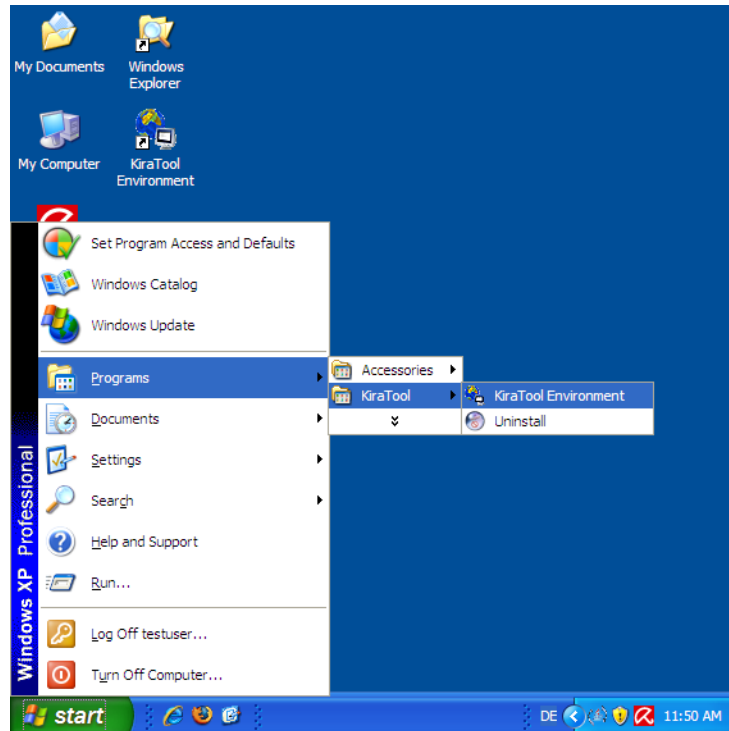 My Documents
Windows
Explorer
My Computer
KiraTool
Environment
Set Program Access and Defaults
Windows Catalog
Windows Update
Programs
Documents
Settings
Search
Help and Support
Run...
Log Off testuser...
Turn Off Computer...
Windows XP Professional
Accessories
KiraTool
KiraTool Environment
Uninstall
start
DE
11:50 AM